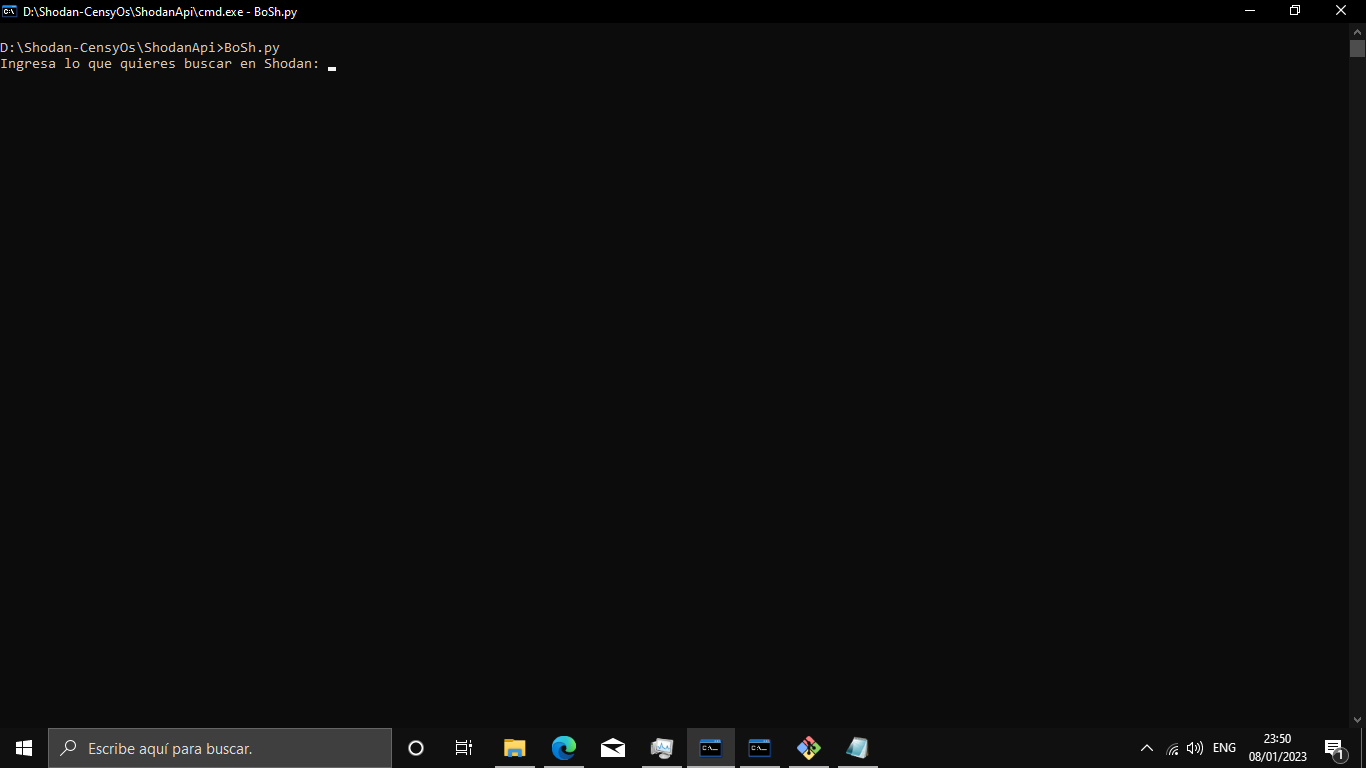 D:\Shodan-CensyOs\ShodanApi\cmd.exe - BoSh.py
D:\Shodan-CensyOs\ShodanApi>BoSh.py
Ingresa lo que quieres buscar en Shodan:
Escribe aquí para buscar.
ENG
23:50
08/01/2023
1